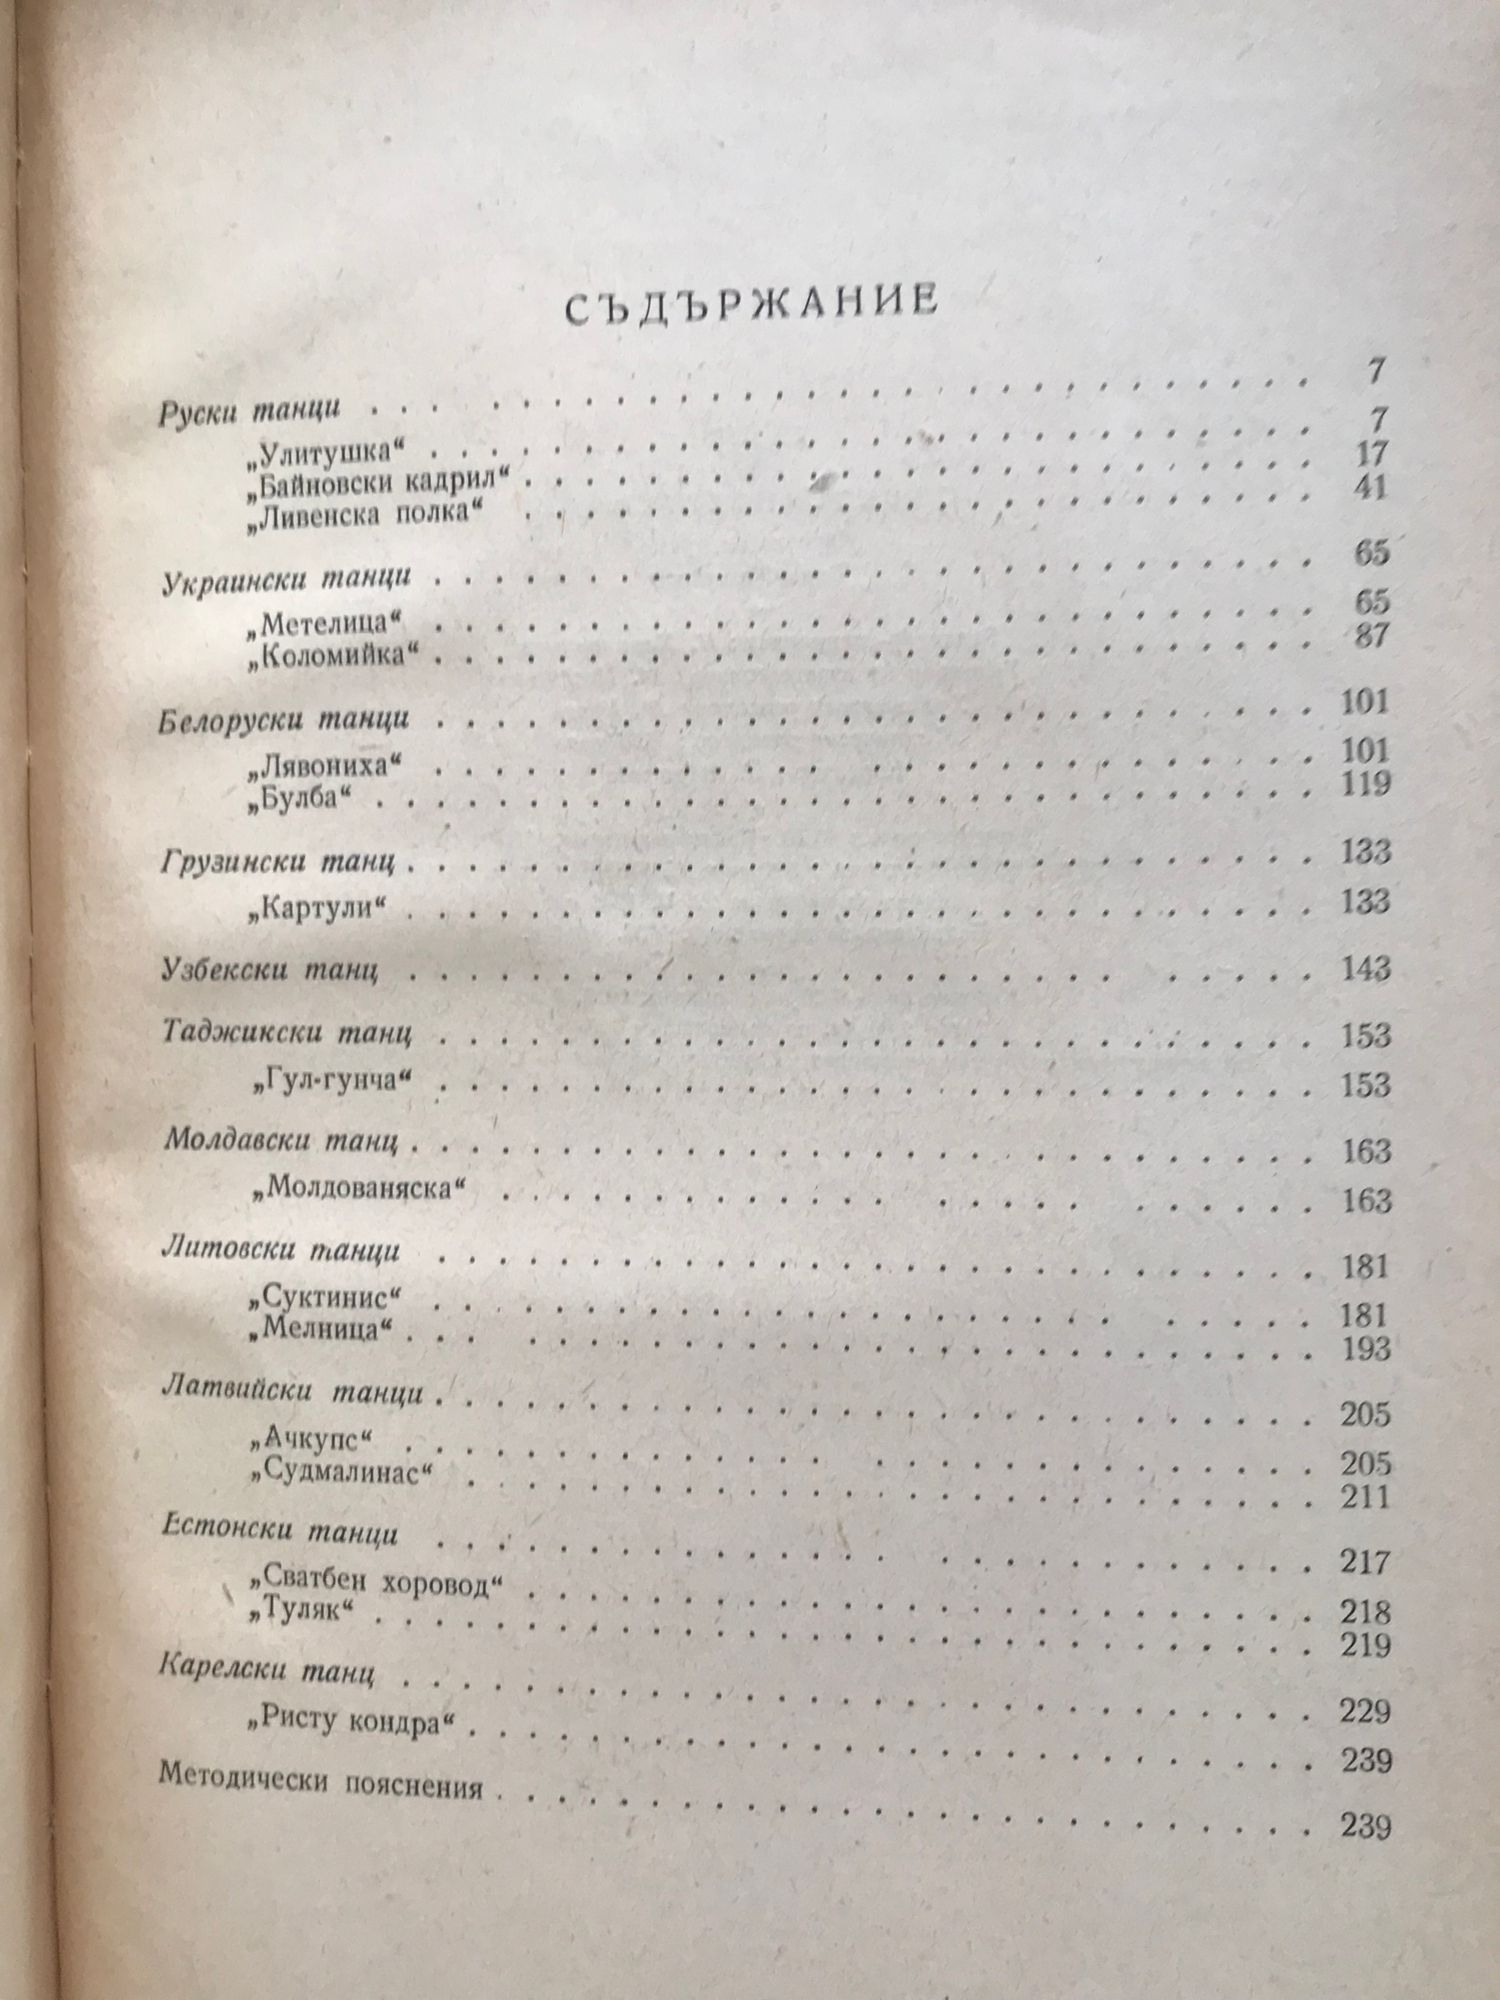 СЪДЪРЖАНИЕ
Руски танци . . . . . . . . . . 7
„Улитушка“ . . . . . . . . . . 7
„Байновски кадрил“ . . . . . . . . . . 17
„Ливенска полка“ . . . . . . . . . . 41
Украински танци . . . . . . . . . . 65
„Метелица“ . . . . . . . . . . 65
„Коломийка“ . . . . . . . . . . 87
Белоруски танци . . . . . . . . . . 101
„Лявониха“ . . . . . . . . . . 101
„Булба“ . . . . . . . . . . 119
Грузински танц . . . . . . . . . . 133
„Картули“ . . . . . . . . . . 133
Узбекски танц . . . . . . . . . . 143
Таджикски танц . . . . . . . . . . 153
„Гул-гунча“ . . . . . . . . . . 153
Молдавски танц . . . . . . . . . . 163
„Молдованяска“ . . . . . . . . . . 163
Литовски танци . . . . . . . . . . 181
„Суктинис“ . . . . . . . . . . 181
„Мелница“ . . . . . . . . . . 193
Латвийски танци . . . . . . . . . . 205
„Ачкупс“ . . . . . . . . . . 205
„Судмалинас“ . . . . . . . . . . 211
Естонски танци . . . . . . . . . . 217
„Сватбен хоровод“ . . . . . . . . . . 218
„Туляк“ . . . . . . . . . . 219
Карелски танц . . . . . . . . . . 229
„Ристу кондра“ . . . . . . . . . . 239
Методически пояснения . . . . . . . . . . 239